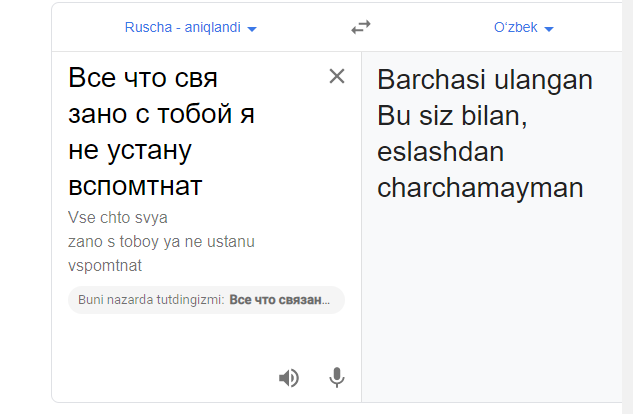 Ruscha - aniqlandi
Oʻzbek
Все что свя
зано с тобой я
не устану
вспомтнат
Vse chto svya
zano s toboy ya ne ustanu
vspomtnat
Buni nazarda tutdingizmi: Все что связан...
Barchasi ulangan
Bu siz bilan,
eslashdan
charchamayman